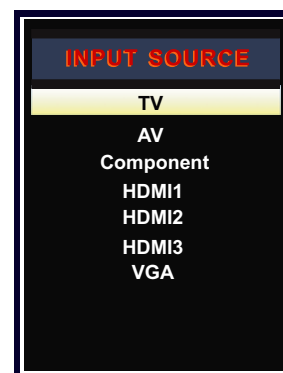 INPUT SOURCE
TV
AV
Component
HDMI1
HDMI2
HDMI3
VGA